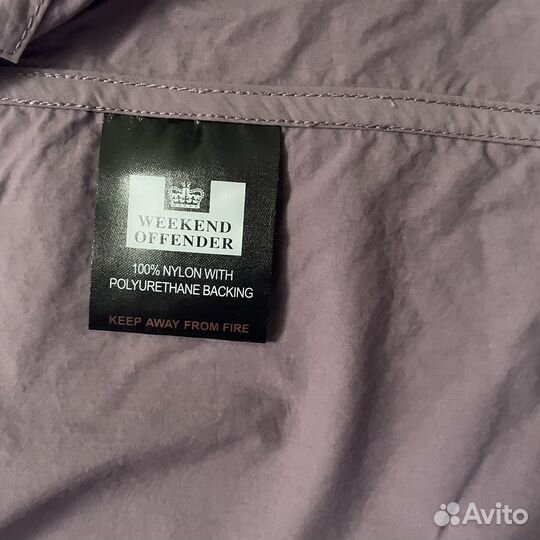 WEEKEND
OFFENDER
100% NYLON WITH
POLYURETHANE BACKING
KEEP AWAY FROM FIRE
Avito